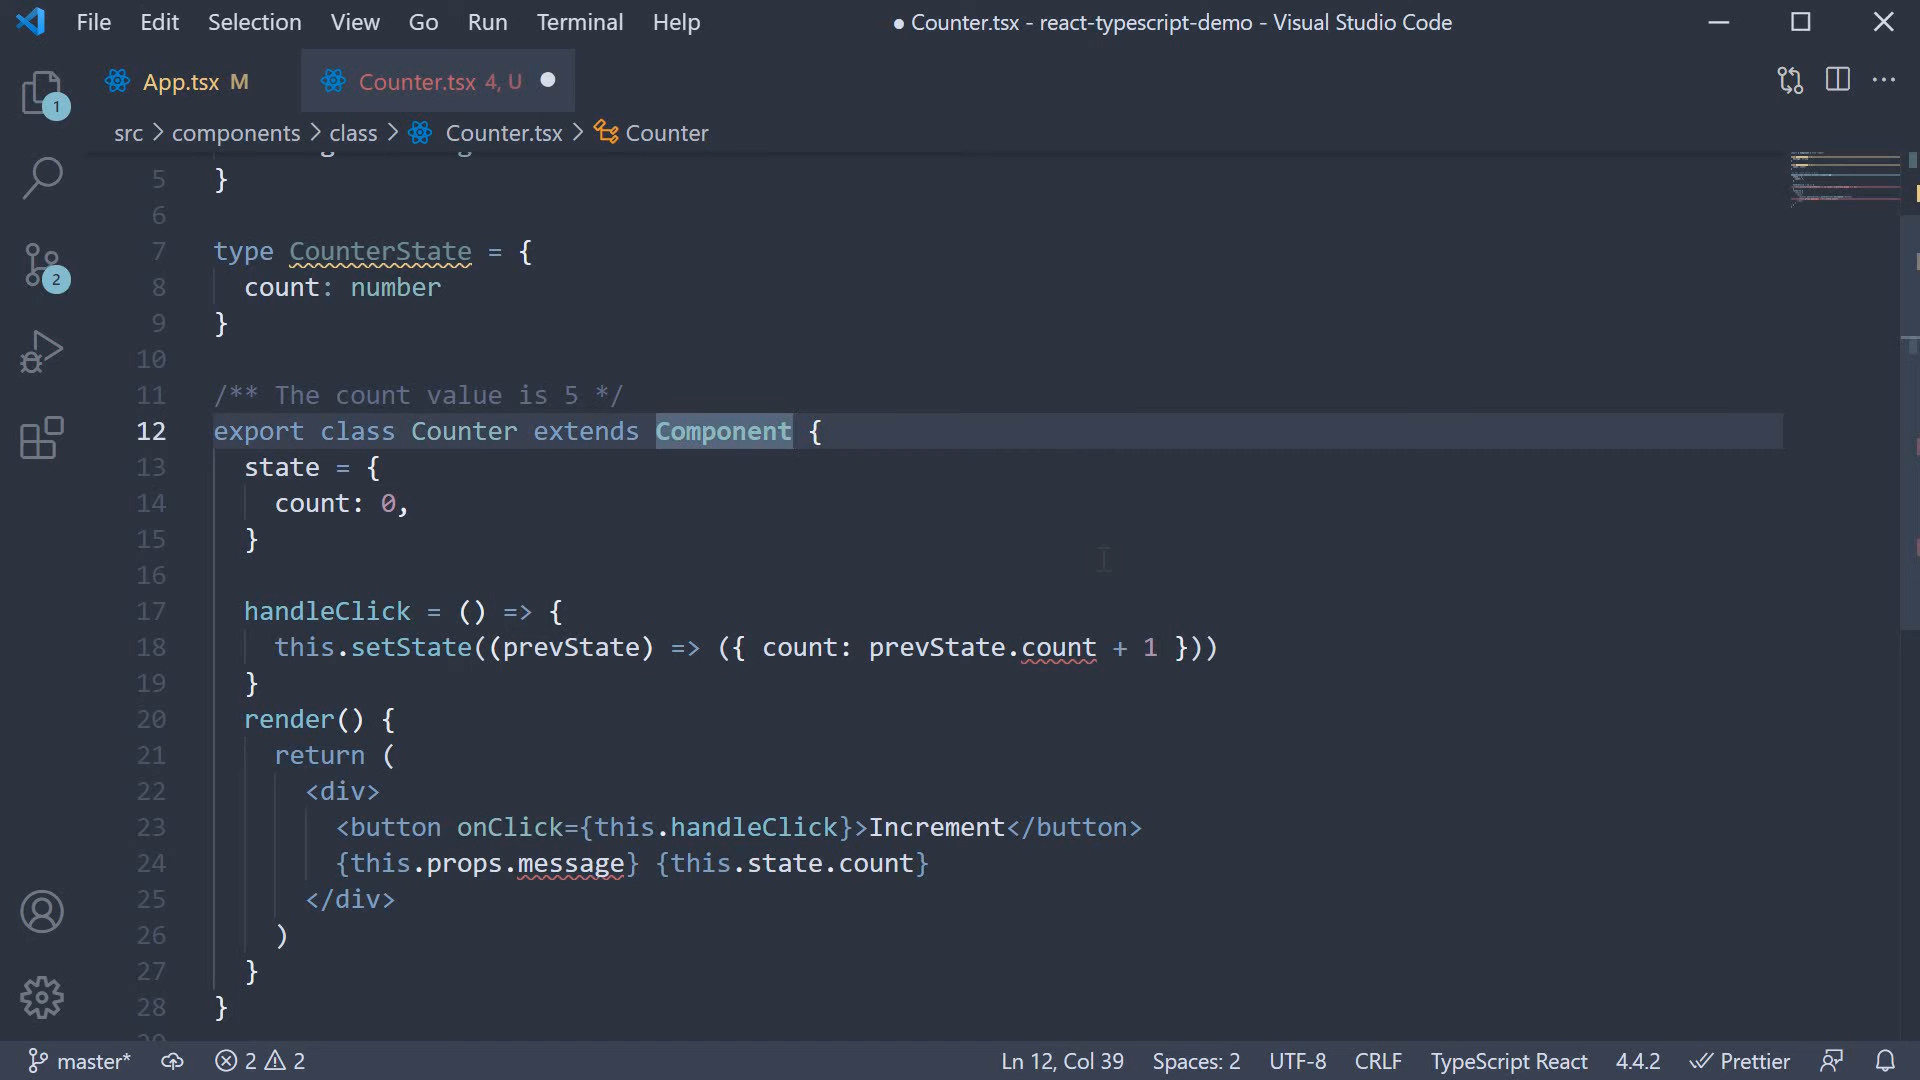 File Edit Selection View Go Run Terminal Help
● Counter.tsx - react-typescript-demo - Visual Studio Code
App.tsx M
Counter.tsx 4, U
src > components > class > Counter.tsx > Counter
1
2
5 }
6
7 type CounterState = {
8 count: number
9 }
10
11 /** The count value is 5 */
12 export class Counter extends Component {
13 state = {
14 count: 0,
15 }
16
17 handleClick = () => {
18 this.setState((prevState) => ({ count: prevState.count + 1 }))
19 }
20 render() {
21 return (
22 <div>
23 <button onClick={this.handleClick}>Increment</button>
24 {this.props.message} {this.state.count}
25 </div>
26 )
27 }
28 }
master* 2 2 Ln 12, Col 39 Spaces: 2 UTF-8 CRLF TypeScript React 4.4.2 Prettier